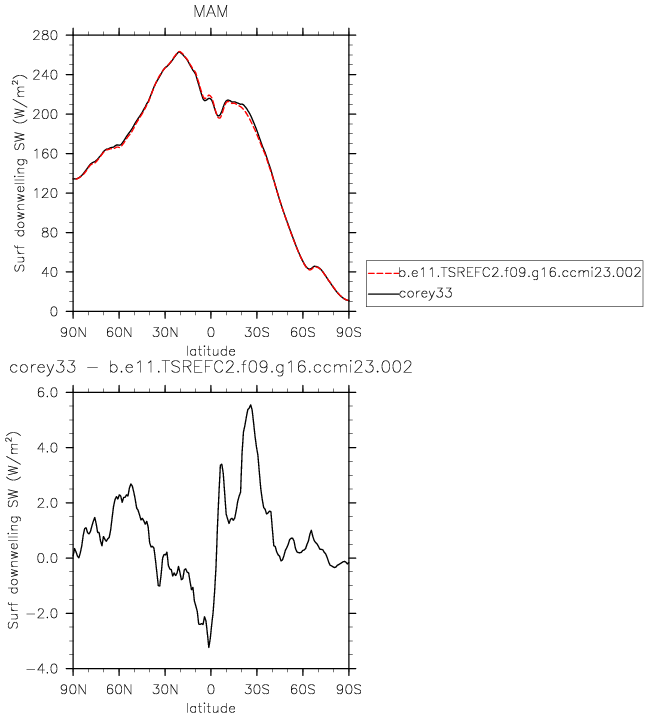 MAM
Surf downwelling SW (W/m²)
280
240
200
160
120
80
40
0
90N 60N 30N 0 30S 60S 90S
latitude
b.e11.TSREFC2.f09.g16.ccmi23.002
corey33
corey33 − b.e11.TSREFC2.f09.g16.ccmi23.002
Surf downwelling SW (W/m²)
6.0
4.0
2.0
0.0
−2.0
−4.0
90N 60N 30N 0 30S 60S 90S
latitude